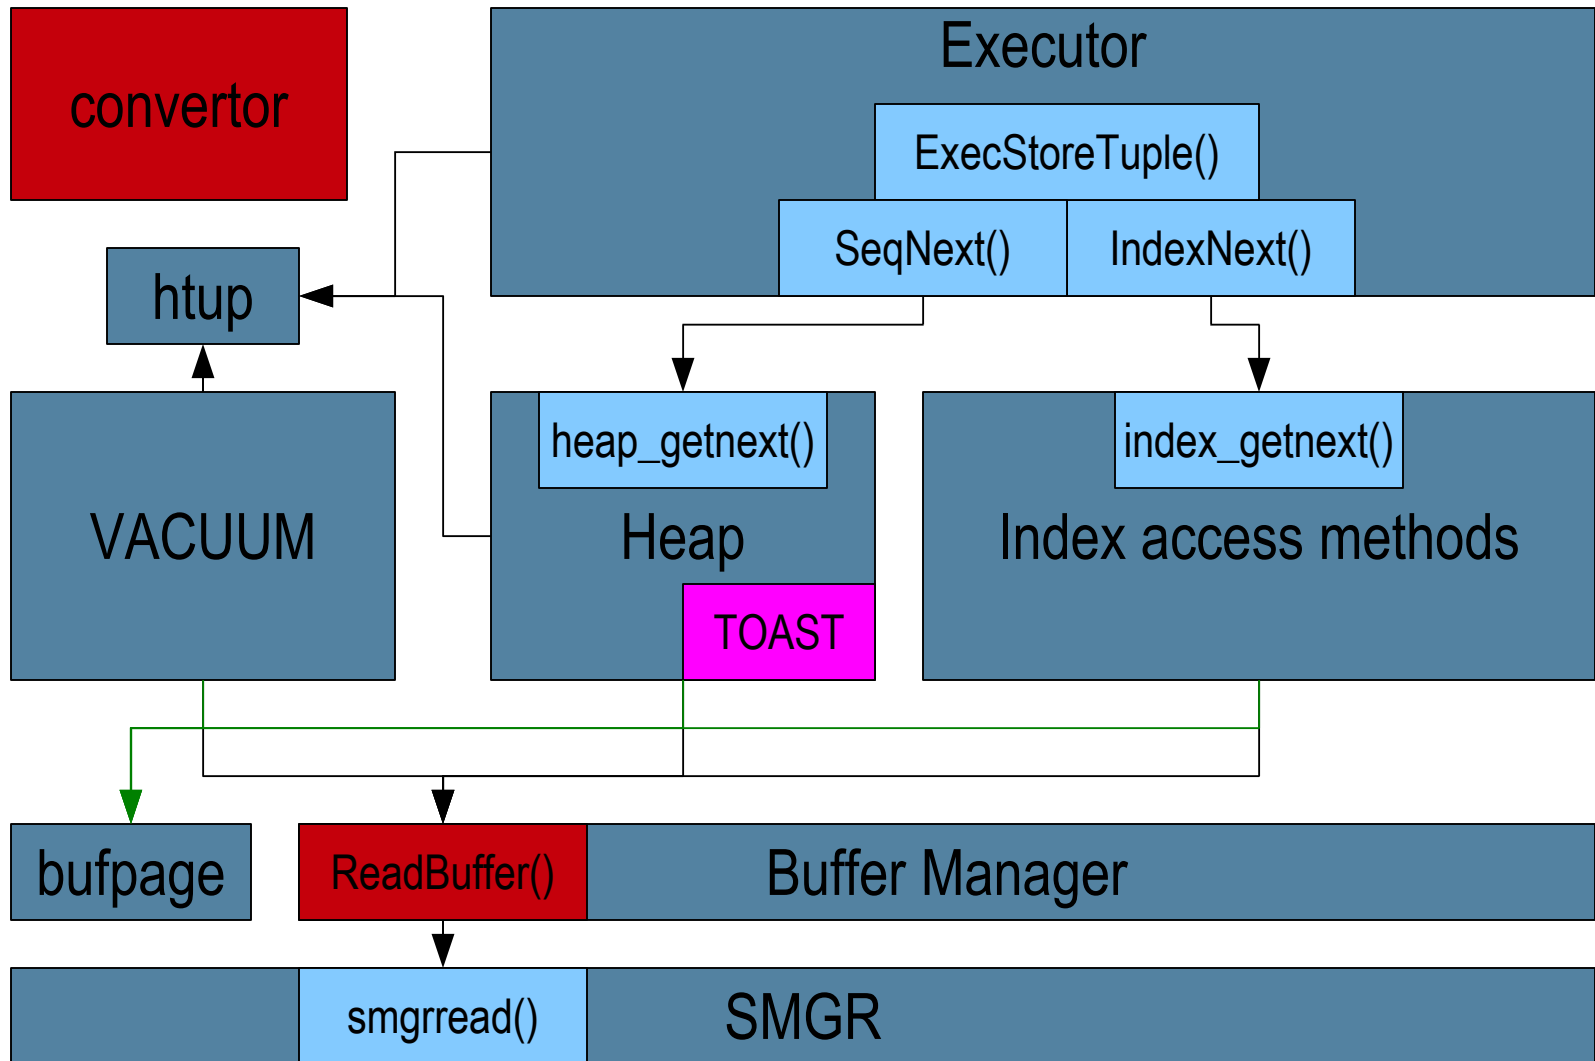 convertor
Executor
ExecStoreTuple()
SeqNext()
IndexNext()
htup
heap_getnext()
index_getnext()
VACUUM
Heap
Index access methods
TOAST
bufpage
ReadBuffer()
Buffer Manager
smgrread()
SMGR